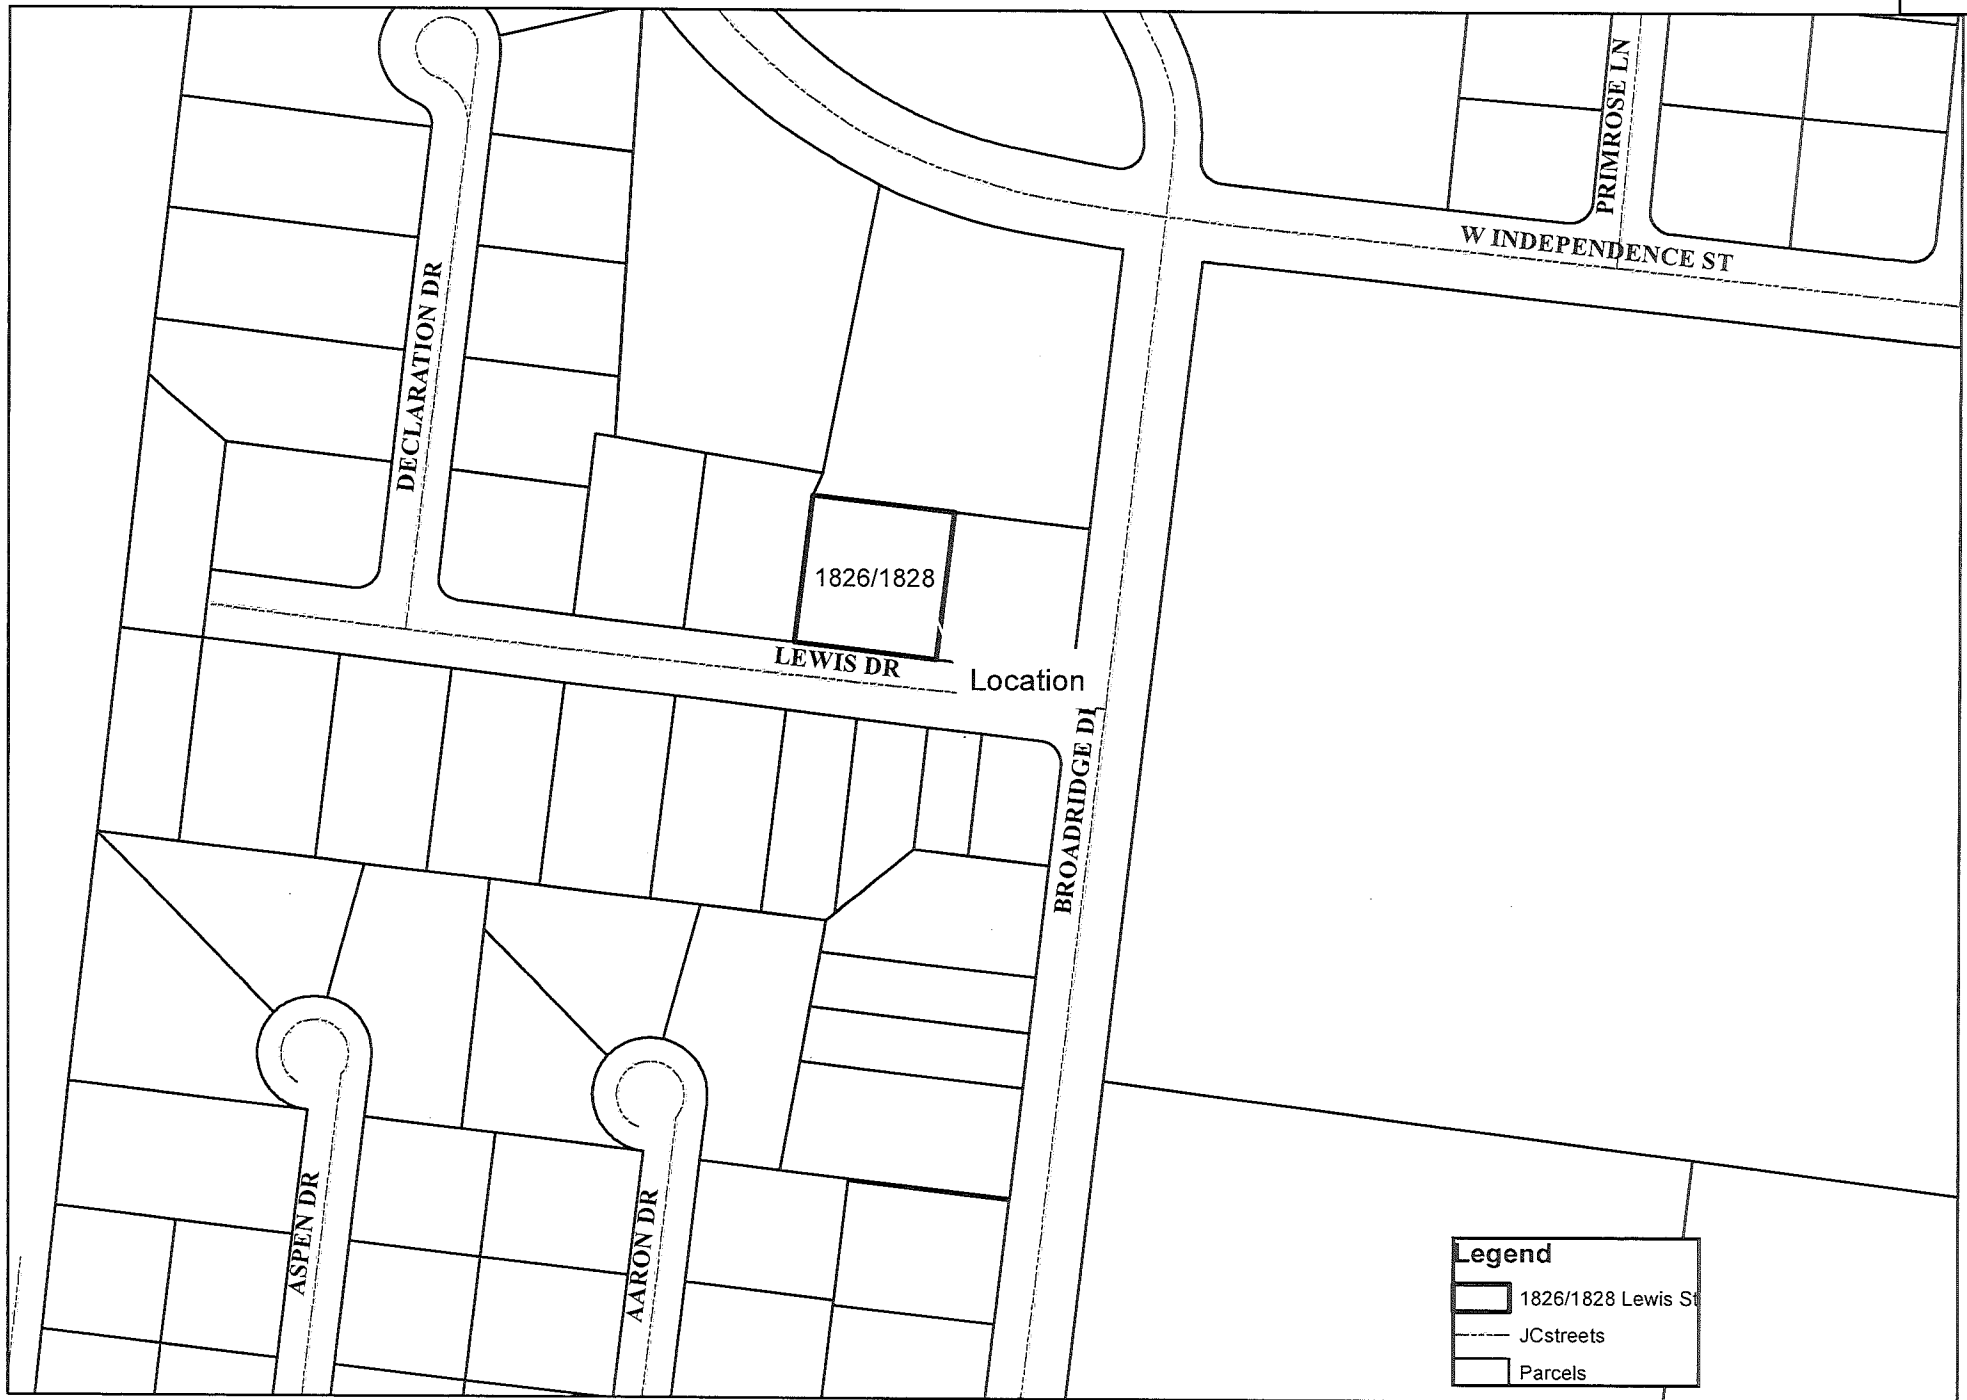 PRIMROSE LN
W INDEPENDENCE ST
DECLARATION DR
1826/1828
LEWIS DR
Location
BROADRIDGE DR
ASPEN DR
AARON DR
Legend
1826/1828 Lewis St
JCstreets
Parcels